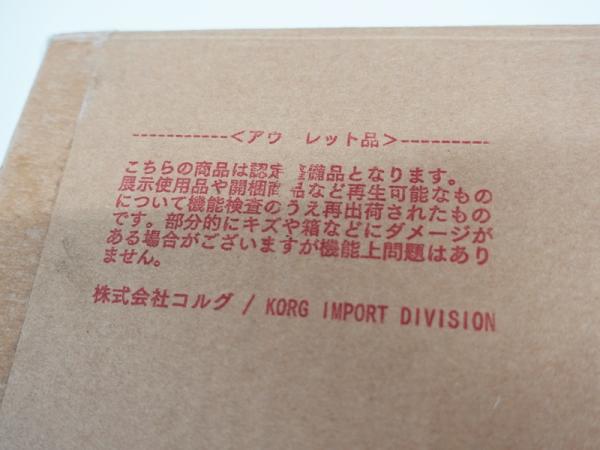 -----------<アウ レット品>-----------
こちらの商品は認定 備品となります。
展示使用品や開梱 品など再生可能なもの
について機能検査のうえ再出荷されたもの
です。部分的にキズや箱などにダメージが
ある場合がございますが機能上問題はあり
ません。
株式会社コルグ / KORG IMPORT DIVISION